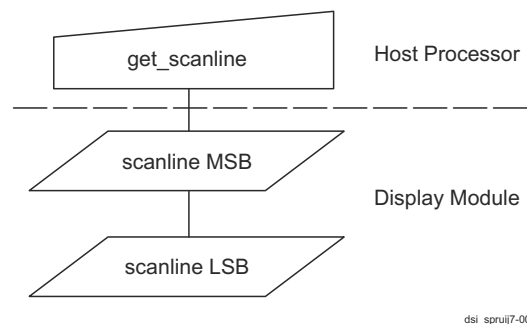 get_scanline
Host Processor
scanline MSB
Display Module
scanline LSB